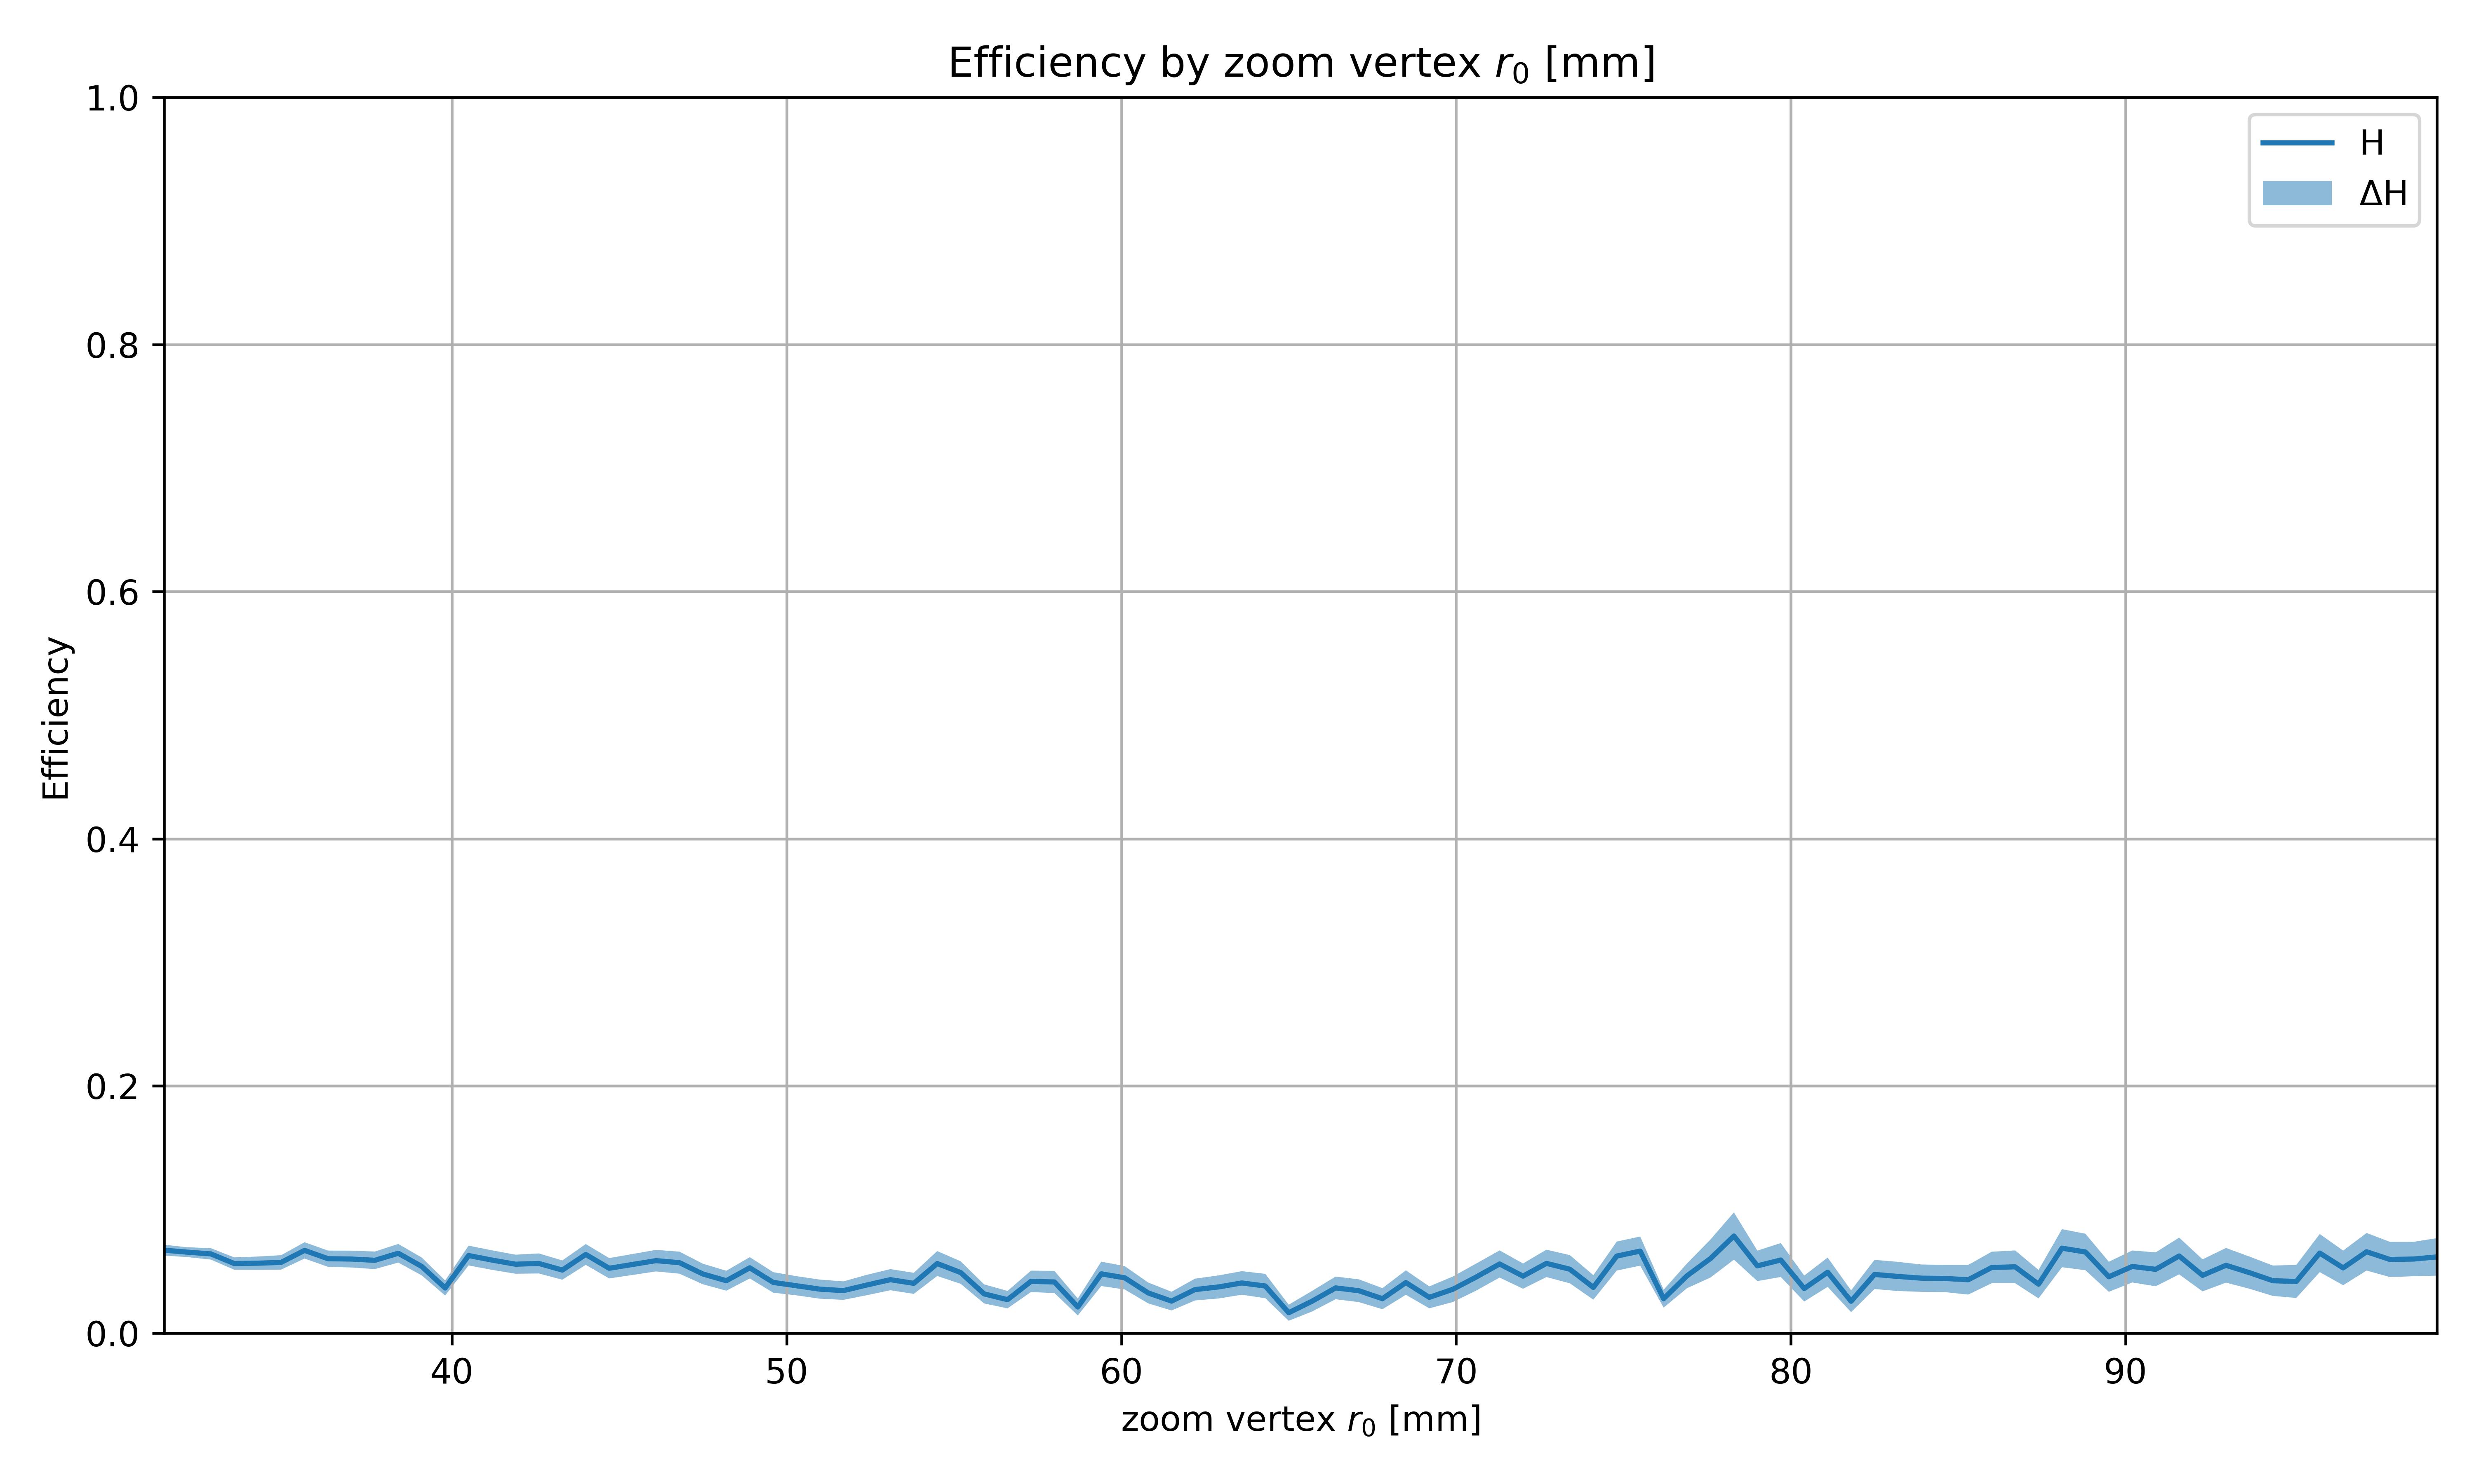 Efficiency by zoom vertex r₀ [mm]
H
ΔH
1.0
0.8
0.6
0.4
0.2
0.0
Efficiency
40 50 60 70 80 90
zoom vertex r₀ [mm]